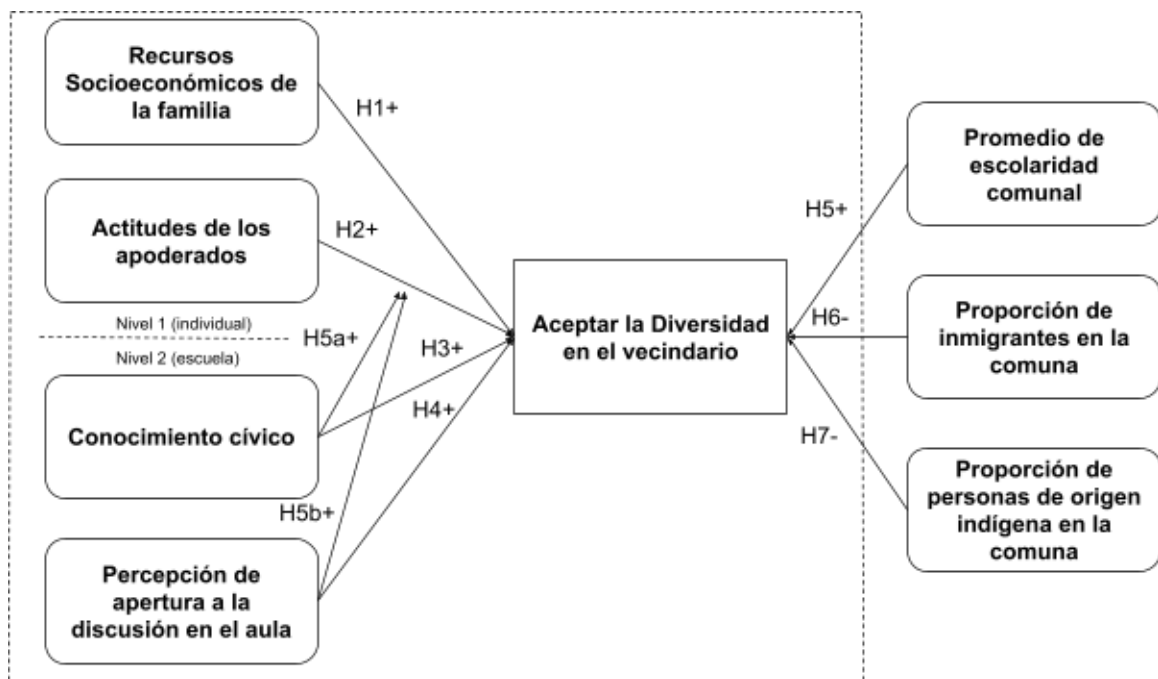 Recursos
Socioeconómicos de
la familia
H1+
Actitudes de los
apoderados
H2+
Nivel 1 (individual)
Nivel 2 (escuela)
H5a+
H3+
Conocimiento cívico
H4+
H5b+
Percepción de
apertura a la
discusión en el aula
Aceptar la Diversidad
en el vecindario
Promedio de
escolaridad
comunal
H5+
Proporción de
inmigrantes en la
comuna
H6-
H7-
Proporción de
personas de origen
indígena en la
comuna